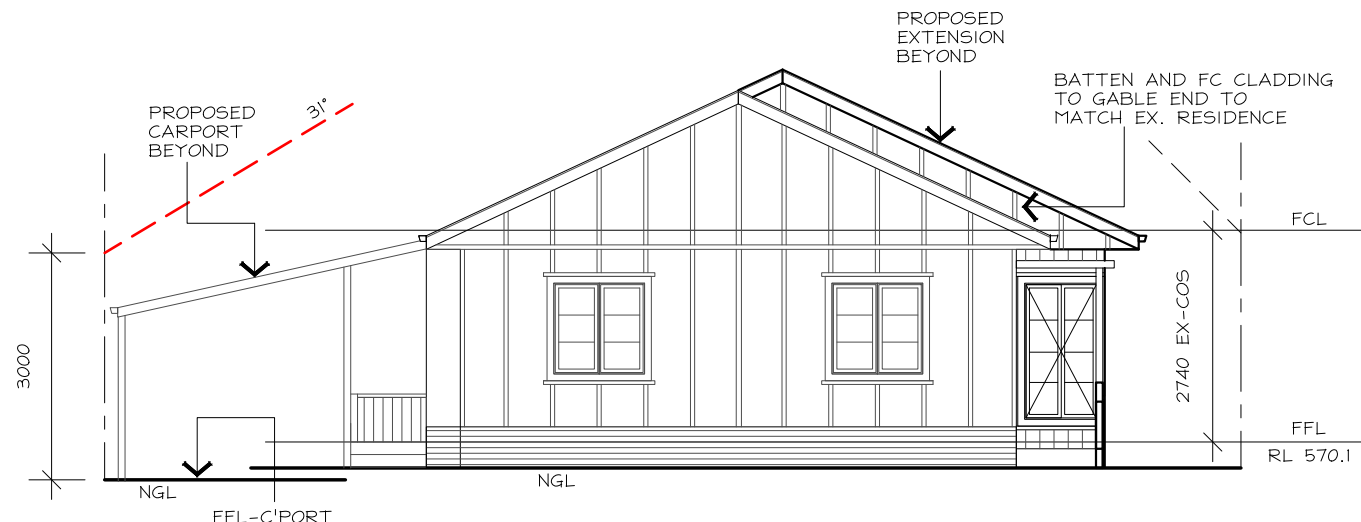 PROPOSED
EXTENSION
BEYOND
BATTEN AND FC CLADDING
TO GABLE END TO
MATCH EX. RESIDENCE
PROPOSED
CARPORT
BEYOND
31°
FCL
3000
2740 EX-COS
FFL
RL 570.1
NGL
NGL
FFL-C'PORT